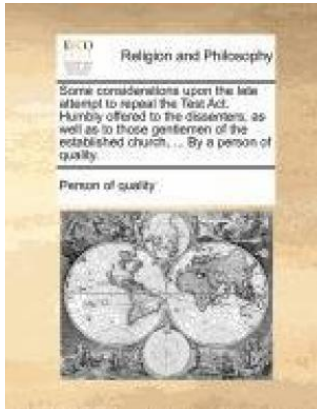 ECCO
Religion and Philosophy
Some considerations upon the late
attempt to repeal the Test Act.
Humbly offered to the dissenters, as
well as to those gentlemen of the
established church, ... By a person of
quality.
Person of quality